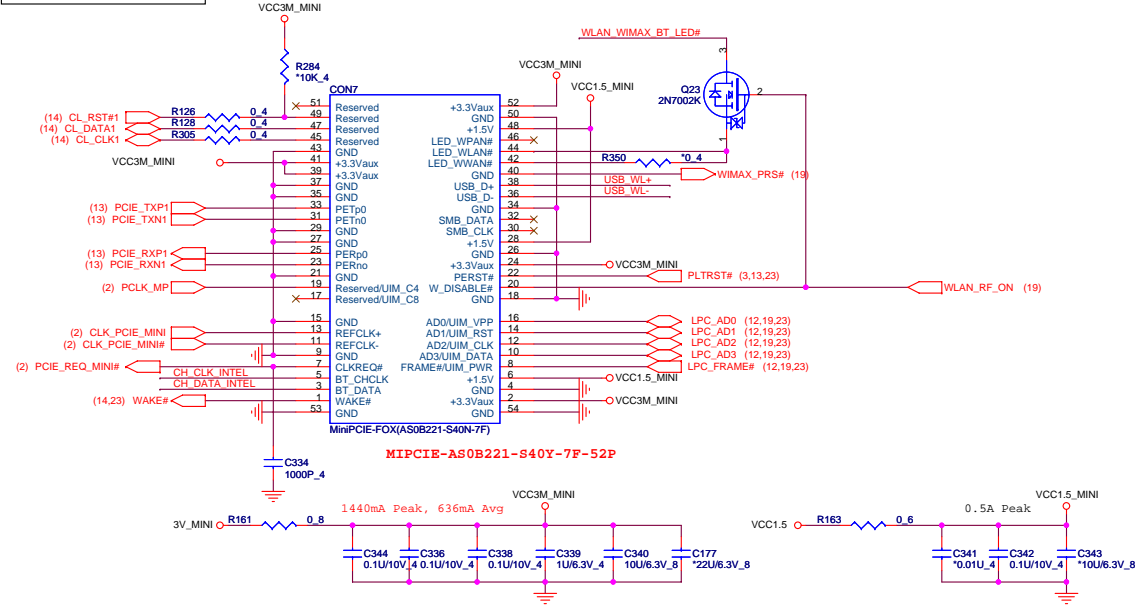 VCC3M_MINI
WLAN_WIMAX_BT_LED#
R284
*10K_4
VCC3M_MINI
VCC1.5_MINI
Q23
2N7002K
3
2
1
CON7
(14) CL_RST#1 R126 0_4
(14) CL_DATA1 R128 0_4
(14) CL_CLK1 R305 0_4
VCC3M_MINI
51 Reserved +3.3Vaux 52
49 Reserved GND 50
47 Reserved +1.5V 48
45 Reserved LED_WPAN# 46
43 GND LED_WLAN# 44
41 +3.3Vaux LED_WWAN# 42
39 +3.3Vaux GND 40
37 GND USB_D+ 38
35 GND USB_D- 36
33 PETp0 GND 34
31 PETn0 SMB_DATA 32
29 GND SMB_CLK 30
27 GND +1.5V 28
25 PERp0 GND 26
23 PERno +3.3Vaux 24
21 GND PERST# 22
19 Reserved/UIM_C4 W_DISABLE# 20
17 Reserved/UIM_C8 GND 18
15 GND AD0/UIM_VPP 16
13 REFCLK+ AD1/UIM_RST 14
11 REFCLK- AD2/UIM_CLK 12
9 GND AD3/UIM_DATA 10
7 CLKREQ# FRAME#/UIM_PWR 8
5 BT_CHCLK +1.5V 6
3 BT_DATA GND 4
1 WAKE# +3.3Vaux 2
53 GND GND 54
R350 *0_4
WIMAX_PRS# (19)
USB_WL+
USB_WL-
(13) PCIE_TXP1
(13) PCIE_TXN1
(13) PCIE_RXP1
(13) PCIE_RXN1
VCC3M_MINI
PLTRST# (3,13,23)
(2) PCLK_MP
WLAN_RF_ON (19)
LPC_AD0 (12,19,23)
LPC_AD1 (12,19,23)
LPC_AD2 (12,19,23)
LPC_AD3 (12,19,23)
LPC_FRAME# (12,19,23)
(2) CLK_PCIE_MINI
(2) CLK_PCIE_MINI#
(2) PCIE_REQ_MINI#
CH_CLK_INTEL
CH_DATA_INTEL
VCC1.5_MINI
VCC3M_MINI
(14,23) WAKE#
MiniPCIE-FOX(AS0B221-S40N-7F)
MIPCIE-AS0B221-S40Y-7F-52P
C334
1000P_4
3V_MINI R161 0_8
1440mA Peak, 636mA Avg
VCC3M_MINI
C344
0.1U/10V_4
C336
0.1U/10V_4
C338
0.1U/10V_4
C339
1U/6.3V_4
C340
10U/6.3V_8
C177
*22U/6.3V_8
VCC1.5 R163 0_6
0.5A Peak
VCC1.5_MINI
C341
*0.01U_4
C342
0.1U/10V_4
C343
*10U/6.3V_8